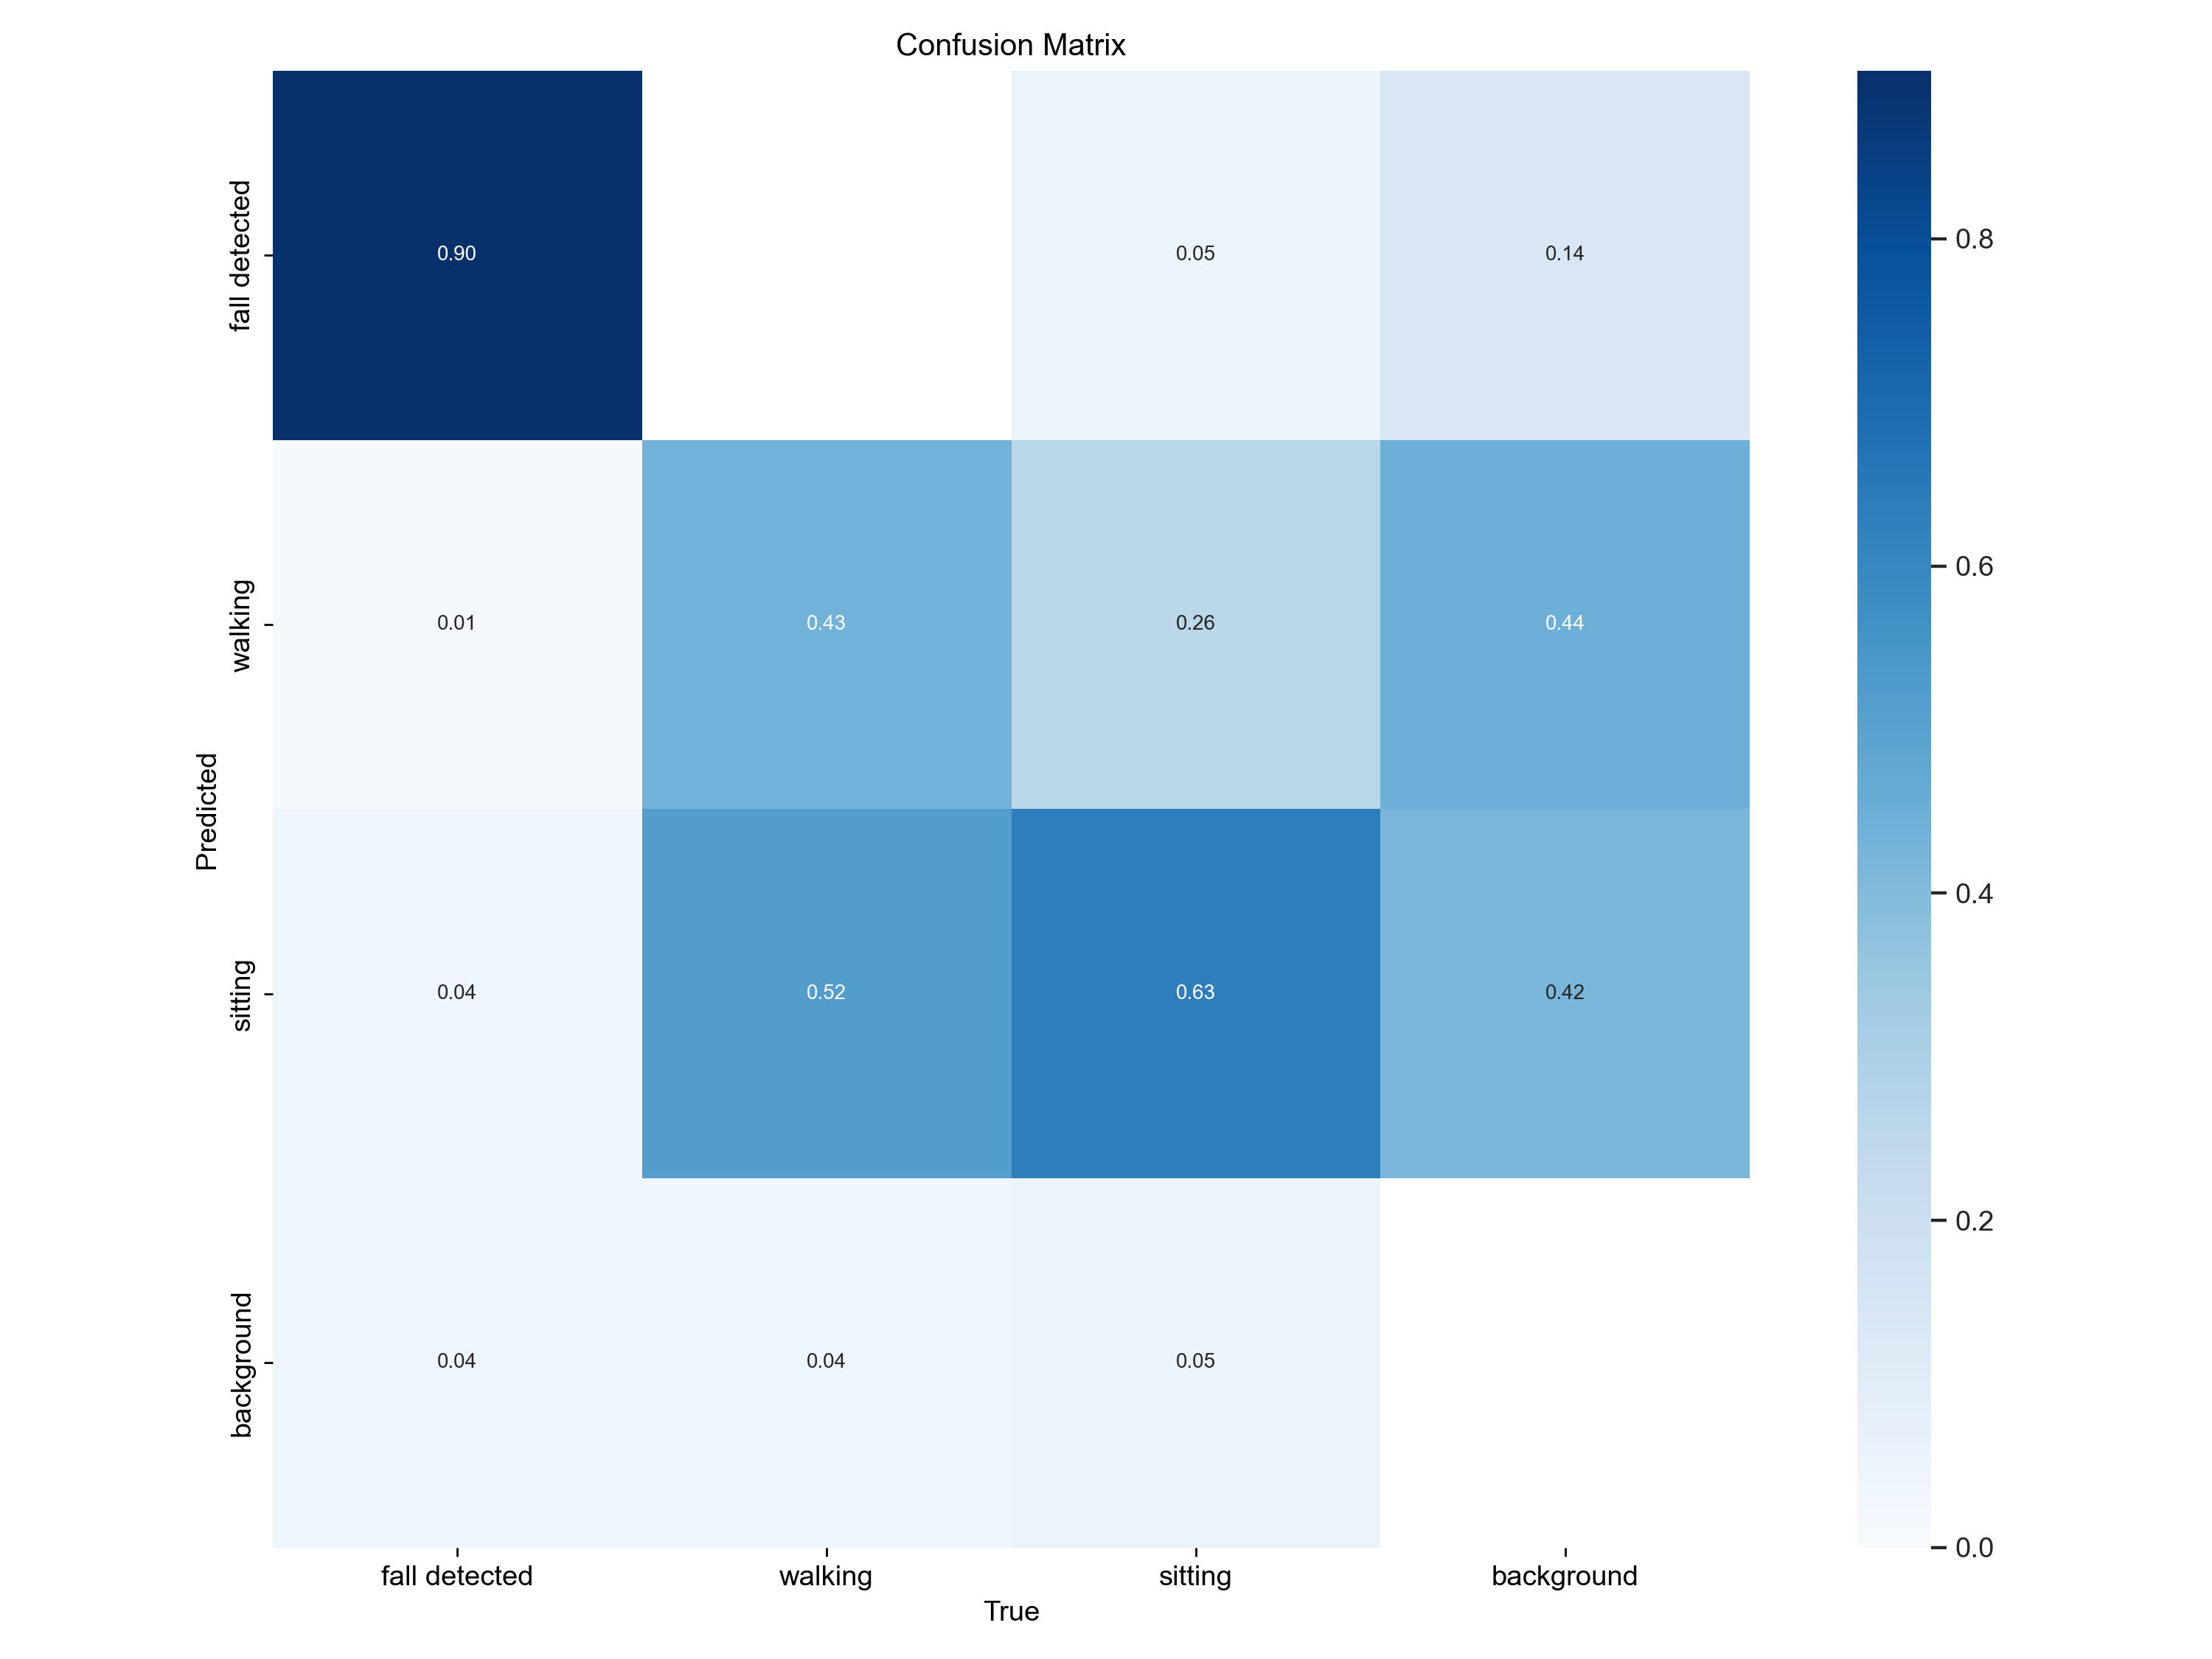 Confusion Matrix
fall detected
0.90
0.05
0.14
0.8
walking
0.01
0.43
0.26
0.44
0.6
Predicted
sitting
0.04
0.52
0.63
0.42
0.4
background
0.04
0.04
0.05
0.2
0.0
fall detected
walking
sitting
background
True